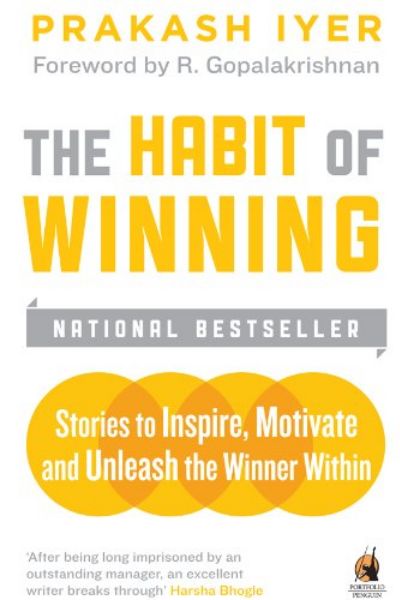 PRAKASH IYER
Foreword by R. Gopalakrishnan
THE HABIT OF
WINNING
NATIONAL BESTSELLER
Stories to Inspire, Motivate
and Unleash the Winner Within
‘After being long imprisoned by an
outstanding manager, an excellent
writer breaks through’ Harsha Bhogle
PORTFOLIO
PENGUIN